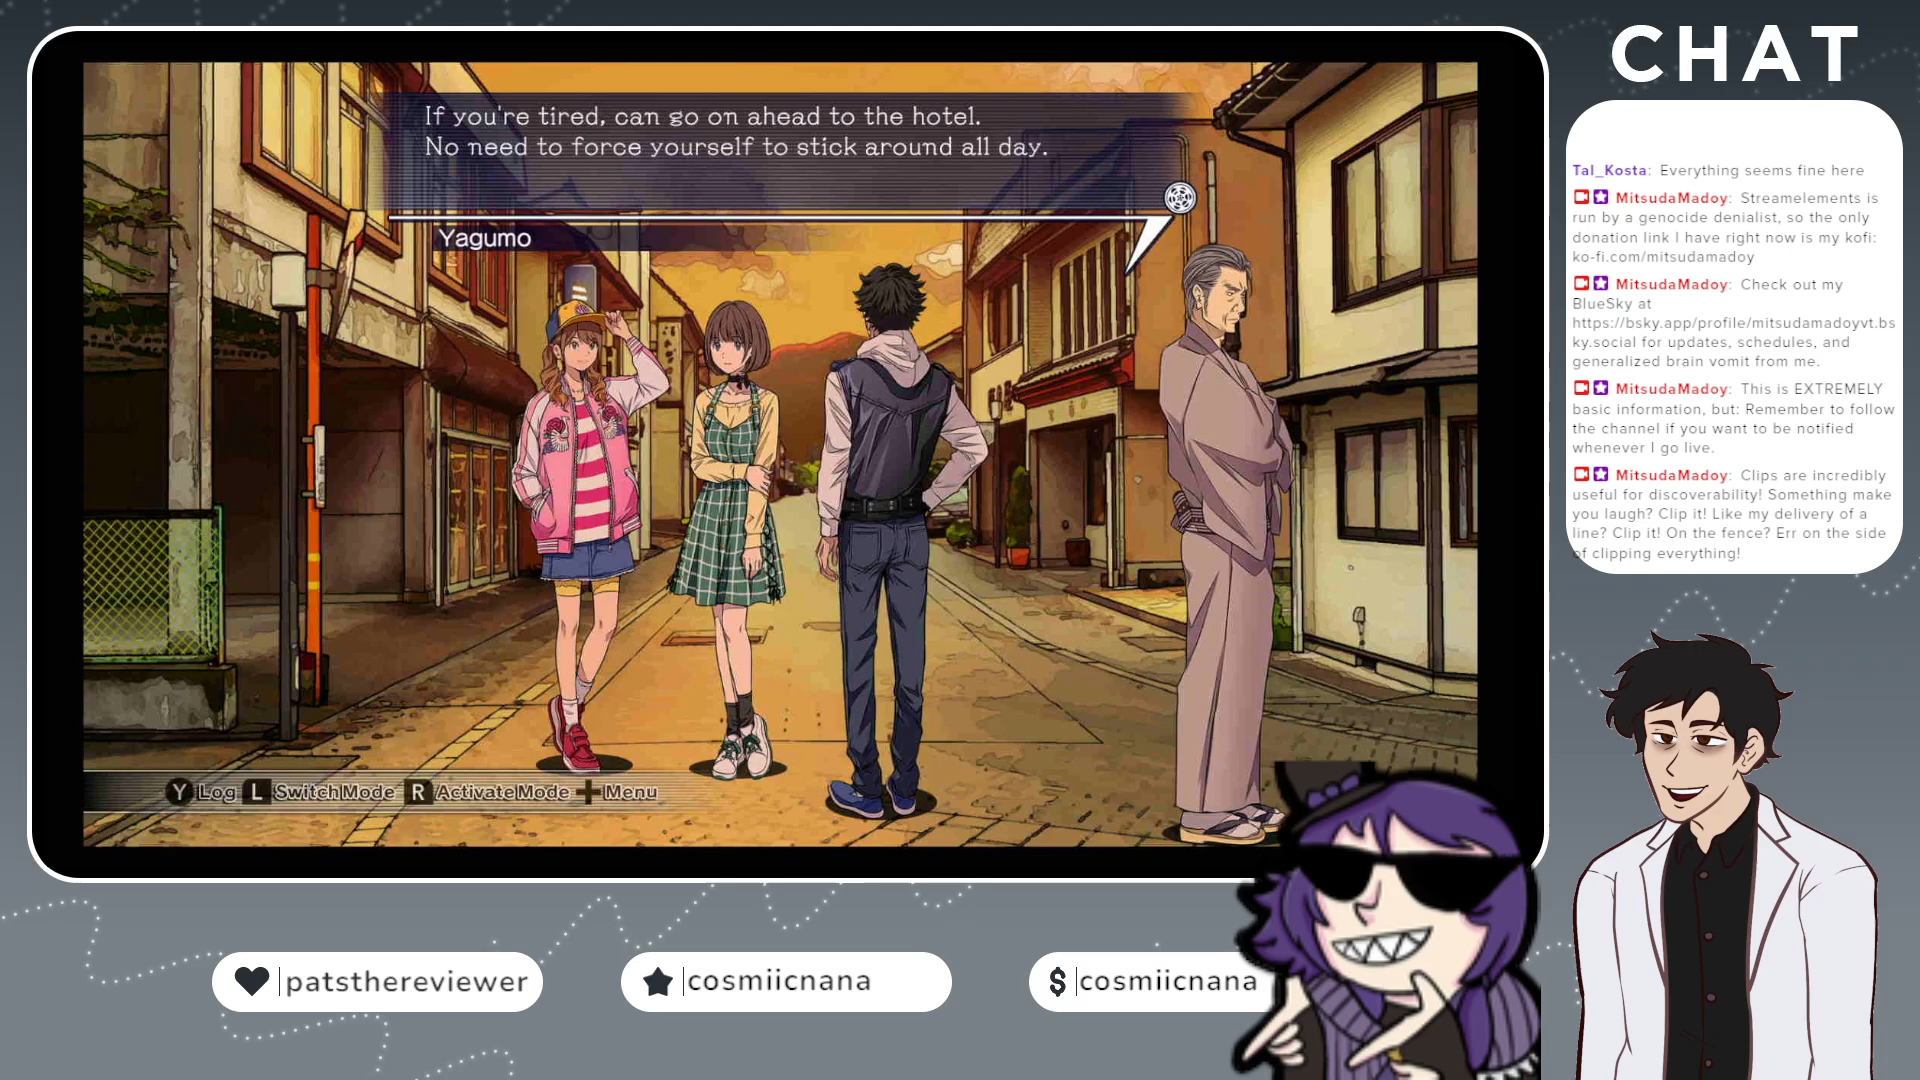 CHAT
If you're tired, can go on ahead to the hotel.
No need to force yourself to stick around all day.
Yagumo
Y Log L SwitchMode R ActivateMode Menu
Tal_Kosta: Everything seems fine here
MitsudaMadoy: Streamelements is
run by a genocide denialist, so the only
donation link I have right now is my kofi:
ko-fi.com/mitsudamadoy
MitsudaMadoy: Check out my
BlueSky at
https://bsky.app/profile/mitsudamadoyvt.bs
ky.social for updates, schedules, and
generalized brain vomit from me.
MitsudaMadoy: This is EXTREMELY
basic information, but: Remember to follow
the channel if you want to be notified
whenever I go live.
MitsudaMadoy: Clips are incredibly
useful for discoverability! Something make
you laugh? Clip it! Like my delivery of a
line? Clip it! On the fence? Err on the side
of clipping everything!
patsthereviewer
cosmiicnana
$ cosmiicnana